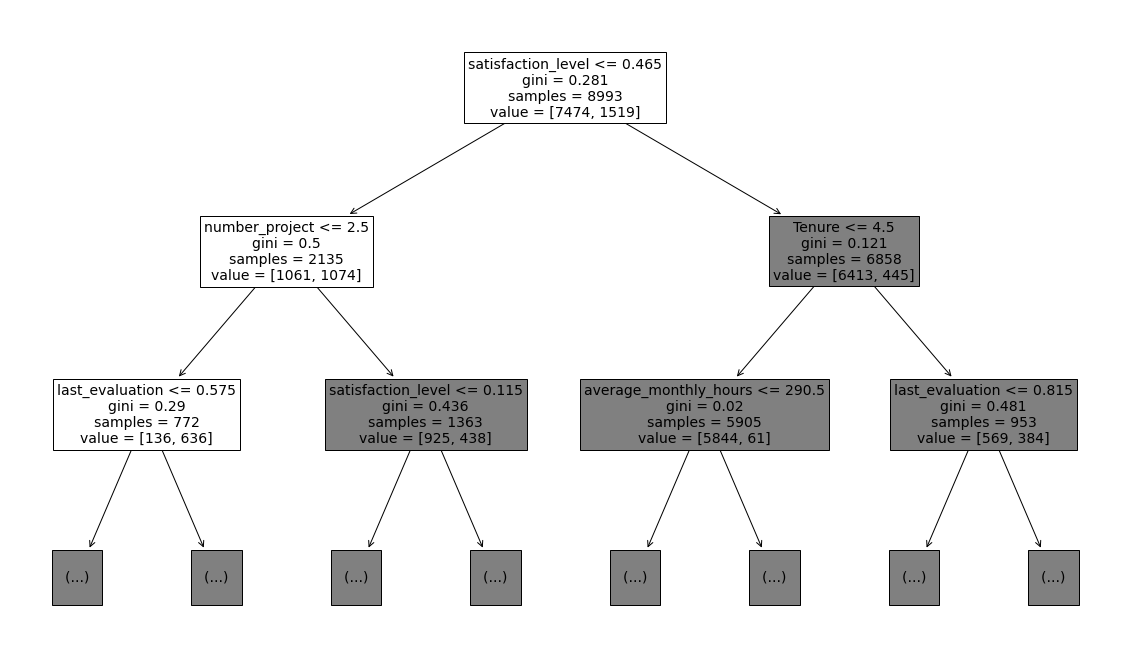 satisfaction_level <= 0.465
gini = 0.281
samples = 8993
value = [7474, 1519]
number_project <= 2.5
gini = 0.5
samples = 2135
value = [1061, 1074]
Tenure <= 4.5
gini = 0.121
samples = 6858
value = [6413, 445]
last_evaluation <= 0.575
gini = 0.29
samples = 772
value = [136, 636]
satisfaction_level <= 0.115
gini = 0.436
samples = 1363
value = [925, 438]
average_monthly_hours <= 290.5
gini = 0.02
samples = 5905
value = [5844, 61]
last_evaluation <= 0.815
gini = 0.481
samples = 953
value = [569, 384]
(...)
(...)
(...)
(...)
(...)
(...)
(...)
(...)